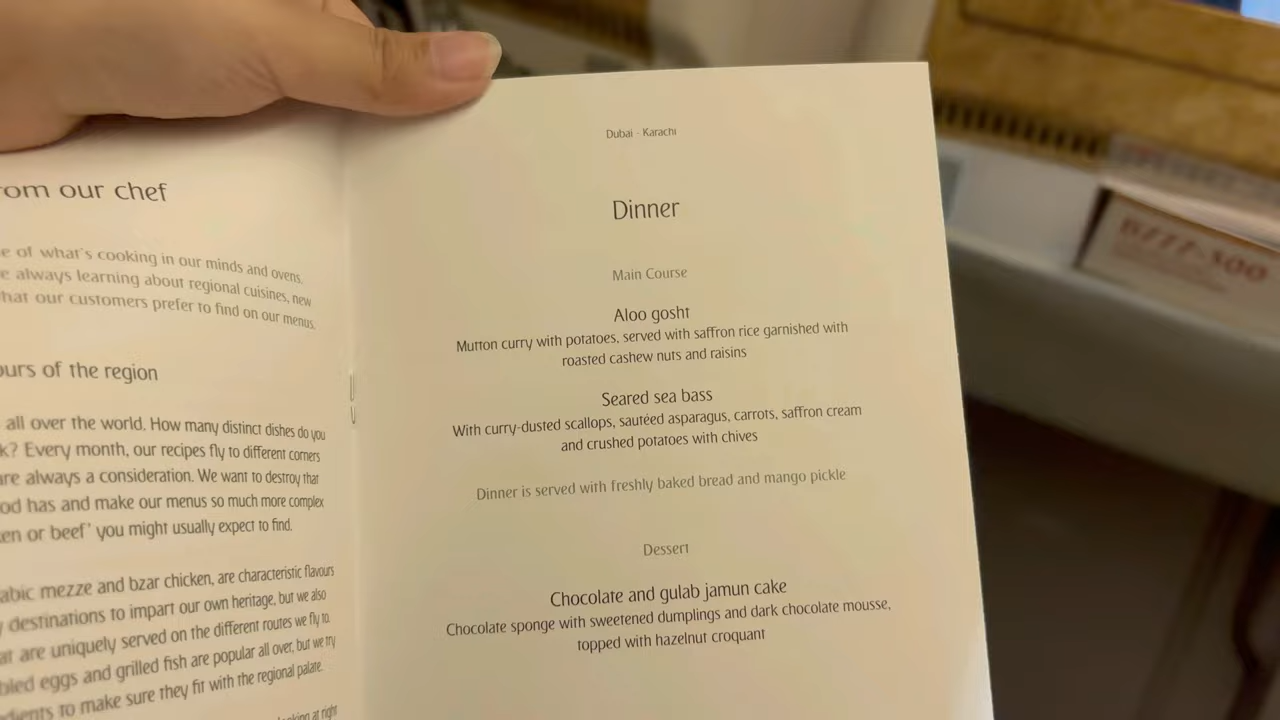 from our chef
of what's cooking in our minds and ovens.
always learning about regional cuisines, new
what our customers prefer to find on our menus.
of the region
all over the world. How many distinct dishes do you
Every month, our recipes fly to different corners
are always a consideration. We want to destroy that
has and make our menus so much more complex
or beef' you might usually expect to find.
mezze and bzar chicken, are characteristic flavours
destinations to impart our own heritage, but we also
are uniquely served on the different routes we fly to.
eggs and grilled fish are popular all over, but we try
to make sure they fit with the regional palate.
at right
Dubai - Karachi
Dinner
Main Course
Aloo gosht
Mutton curry with potatoes, served with saffron rice garnished with
roasted cashew nuts and raisins
Seared sea bass
With curry-dusted scallops, sautéed asparagus, carrots, saffron cream
and crushed potatoes with chives
Dinner is served with freshly baked bread and mango pickle
Dessert
Chocolate and gulab jamun cake
Chocolate sponge with sweetened dumplings and dark chocolate mousse,
topped with hazelnut croquant
B777-300